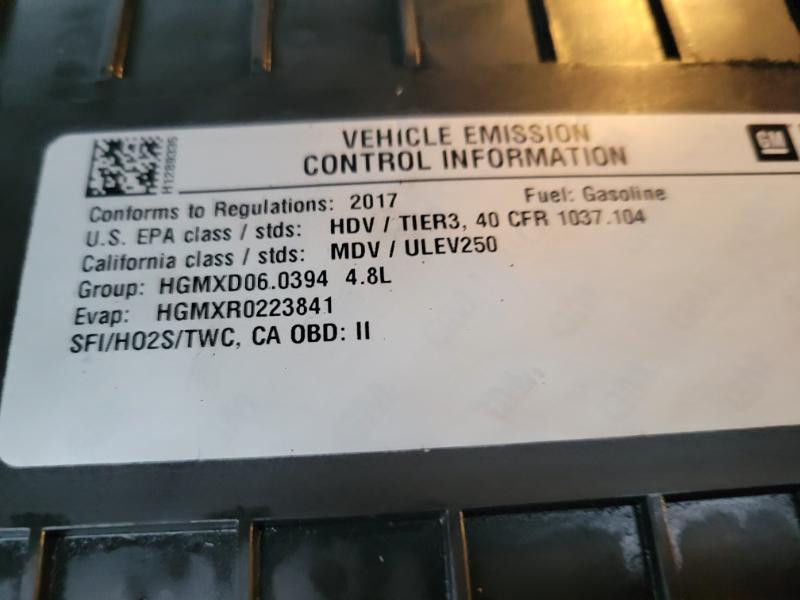 VEHICLE EMISSION
CONTROL INFORMATION
GM
H1289335
Conforms to Regulations: 2017 Fuel: Gasoline
U.S. EPA class / stds: HDV / TIER3, 40 CFR 1037.104
California class / stds: MDV / ULEV250
Group: HGMXD06.0394 4.8L
Evap: HGMXR0223841
SFI/HO2S/TWC, CA OBD: II